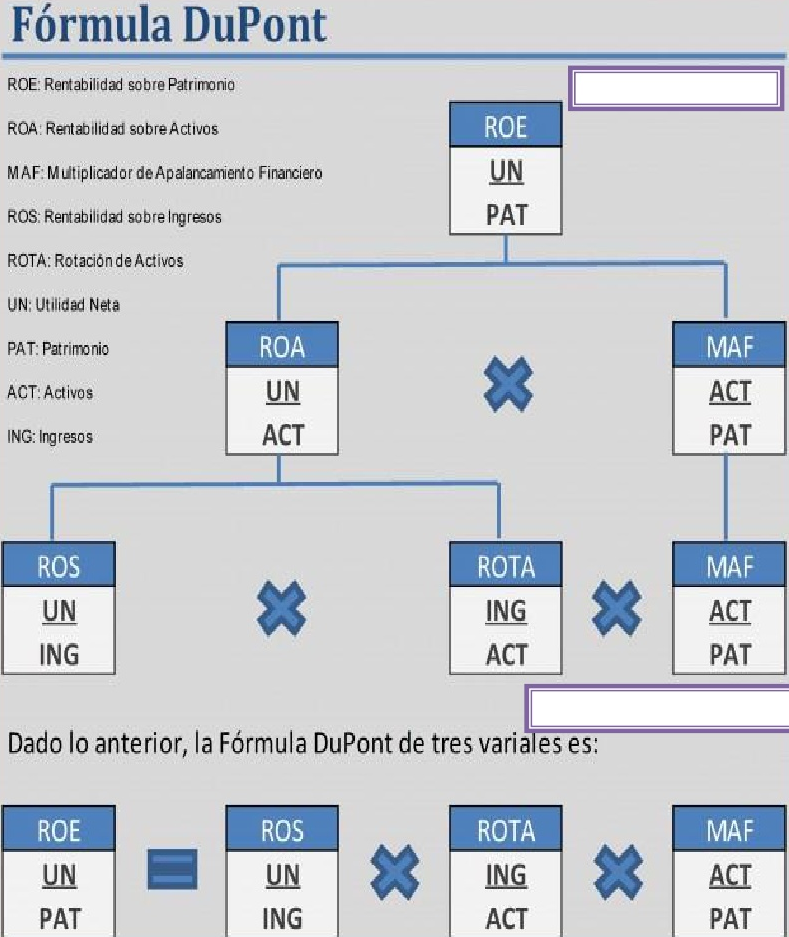 Fórmula DuPont
ROE: Rentabilidad sobre Patrimonio
ROA: Rentabilidad sobre Activos
MAF: Multiplicador de Apalancamiento Financiero
ROS: Rentabilidad sobre Ingresos
ROTA: Rotación de Activos
UN: Utilidad Neta
PAT: Patrimonio
ACT: Activos
ING: Ingresos
ROE
UN
PAT
ROA
UN
ACT
MAF
ACT
PAT
ROS
UN
ING
ROTA
ING
ACT
MAF
ACT
PAT
Dado lo anterior, la Fórmula DuPont de tres variales es:
ROE
UN
PAT
ROS
UN
ING
ROTA
ING
ACT
MAF
ACT
PAT